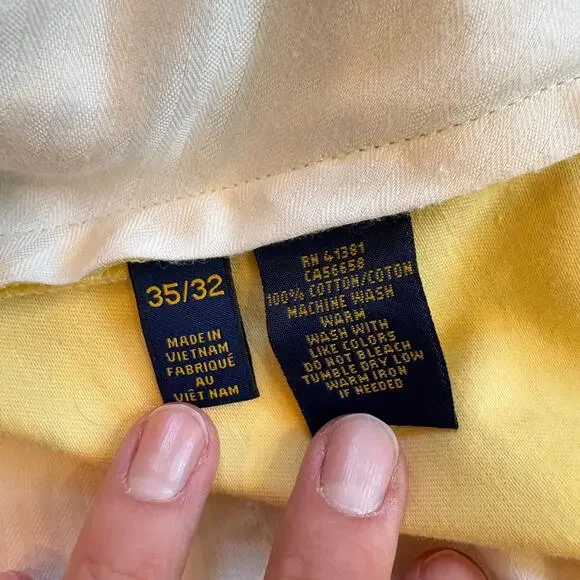 35/32
MADE IN
VIETNAM
FABRIQUÉ
AU
VIÊT NAM
RN 41381
CA56658
100% COTTON/COTON
MACHINE WASH
WARM
WASH WITH
LIKE COLORS
DO NOT BLEACH
TUMBLE DRY LOW
WARM IRON
IF NEEDED